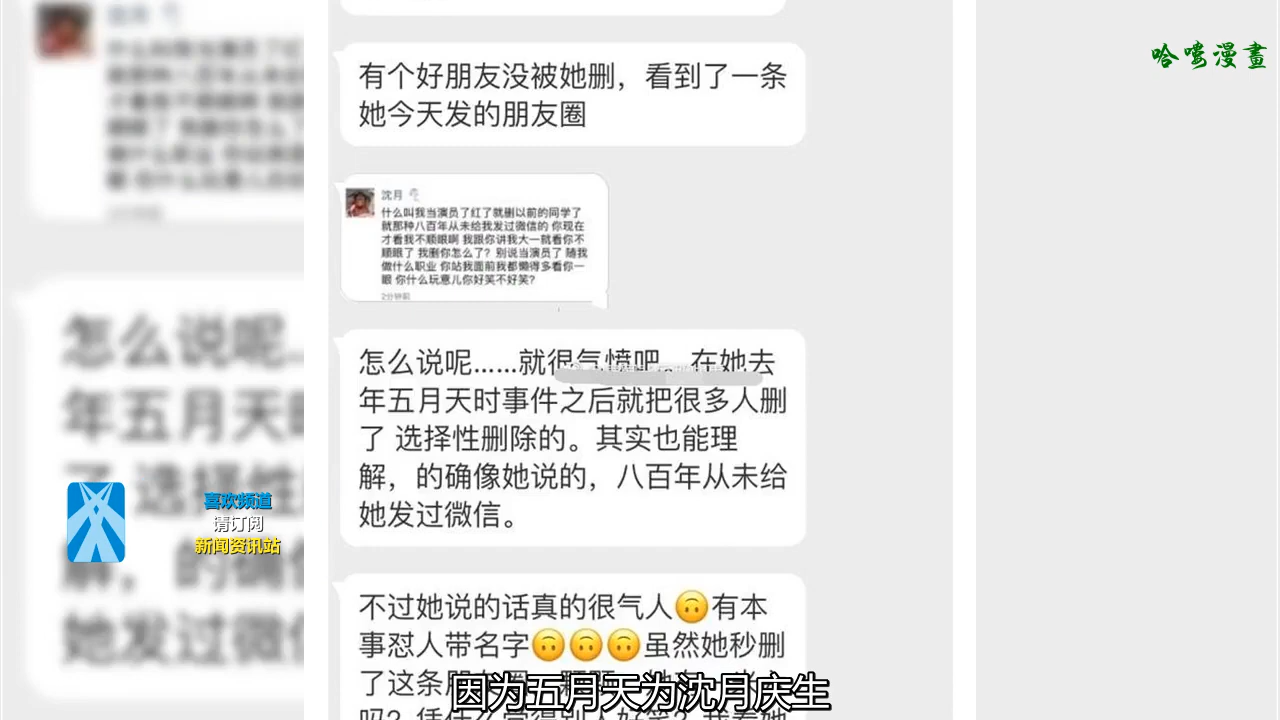 哈嘍漫畫
有个好朋友没被她删，看到了一条
她今天发的朋友圈
沈月
什么叫我当演员了红了就删以前的同学了
就那种八百年从未给我发过微信的 你现在
才看我不顺眼啊 我跟你讲我大一就看你不
顺眼了 我删你怎么了？别说当演员了 随我
做什么职业 你站我面前我都懒得多看你一
眼 你什么玩意儿你好笑不好笑？
2分钟前
怎么说呢......就很气愤吧 在她去
年五月天时事件之后就把很多人删
了 选择性删除的。其实也能理
解，的确像她说的，八百年从未给
她发过微信。
喜欢频道
请订阅
新闻资讯站
不过她说的话真的很气人🙃有本
事怼人带名字🙃🙃🙃虽然她秒删
了这条朋
因为五月天为沈月庆生